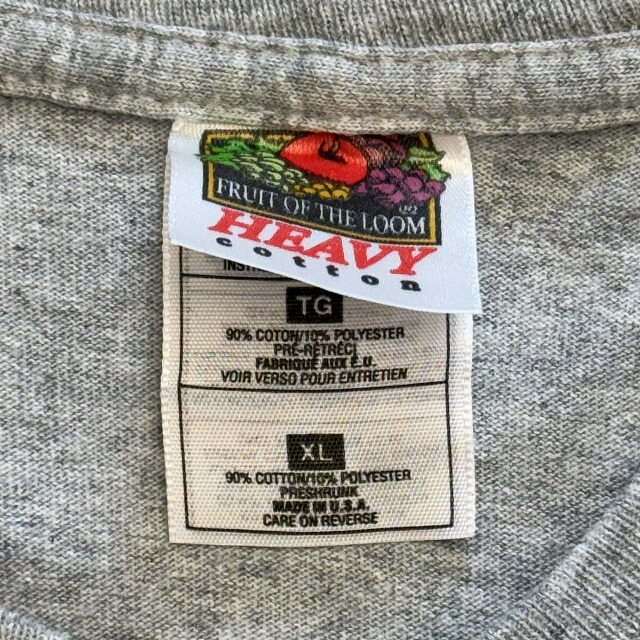 FRUIT OF THE LOOM
HEAVY
cotton
TG
90% COTON/10% POLYESTER
PRÉ-RÉTRÉCI
FABRIQUÉ AUX É.U.
VOIR VERSO POUR ENTRETIEN
XL
90% COTTON/10% POLYESTER
PRESHRUNK
MADE IN U.S.A.
CARE ON REVERSE